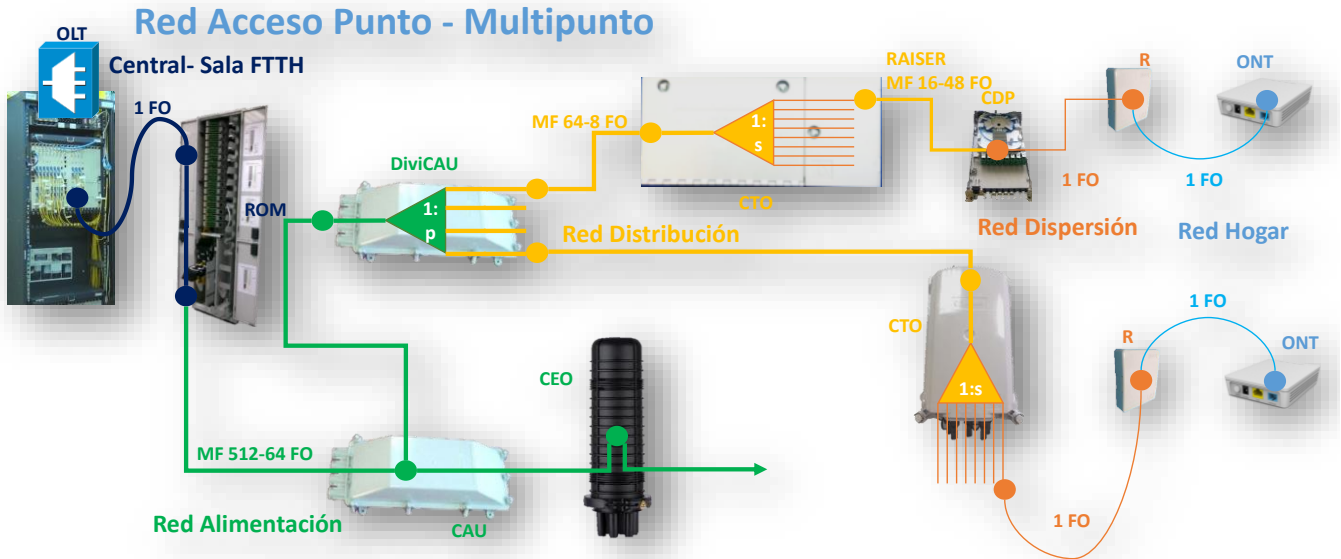 Red Acceso Punto - Multipunto
OLT
Central- Sala FTTH
1 FO
ROM
DiviCAU
1:
p
MF 64-8 FO
1:
s
CTO
RAISER
MF 16-48 FO
CDP
R
ONT
1 FO
1 FO
Red Distribución
Red Dispersión
Red Hogar
CTO
1:s
R
1 FO
ONT
1 FO
CEO
MF 512-64 FO
Red Alimentación
CAU